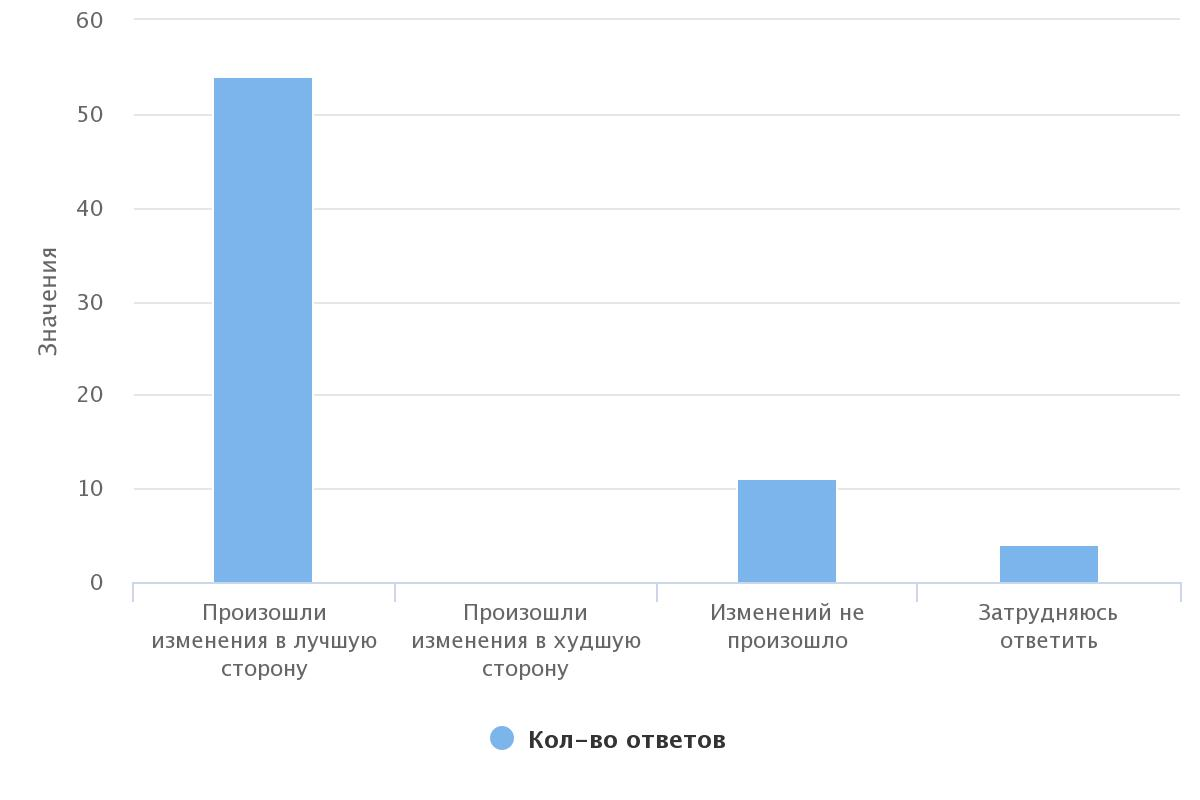 60
50
40
30
20
10
0
Значения
Произошли
изменения в лучшую
сторону
Произошли
изменения в худшую
сторону
Изменений не
произошло
Затрудняюсь
ответить
Кол-во ответов